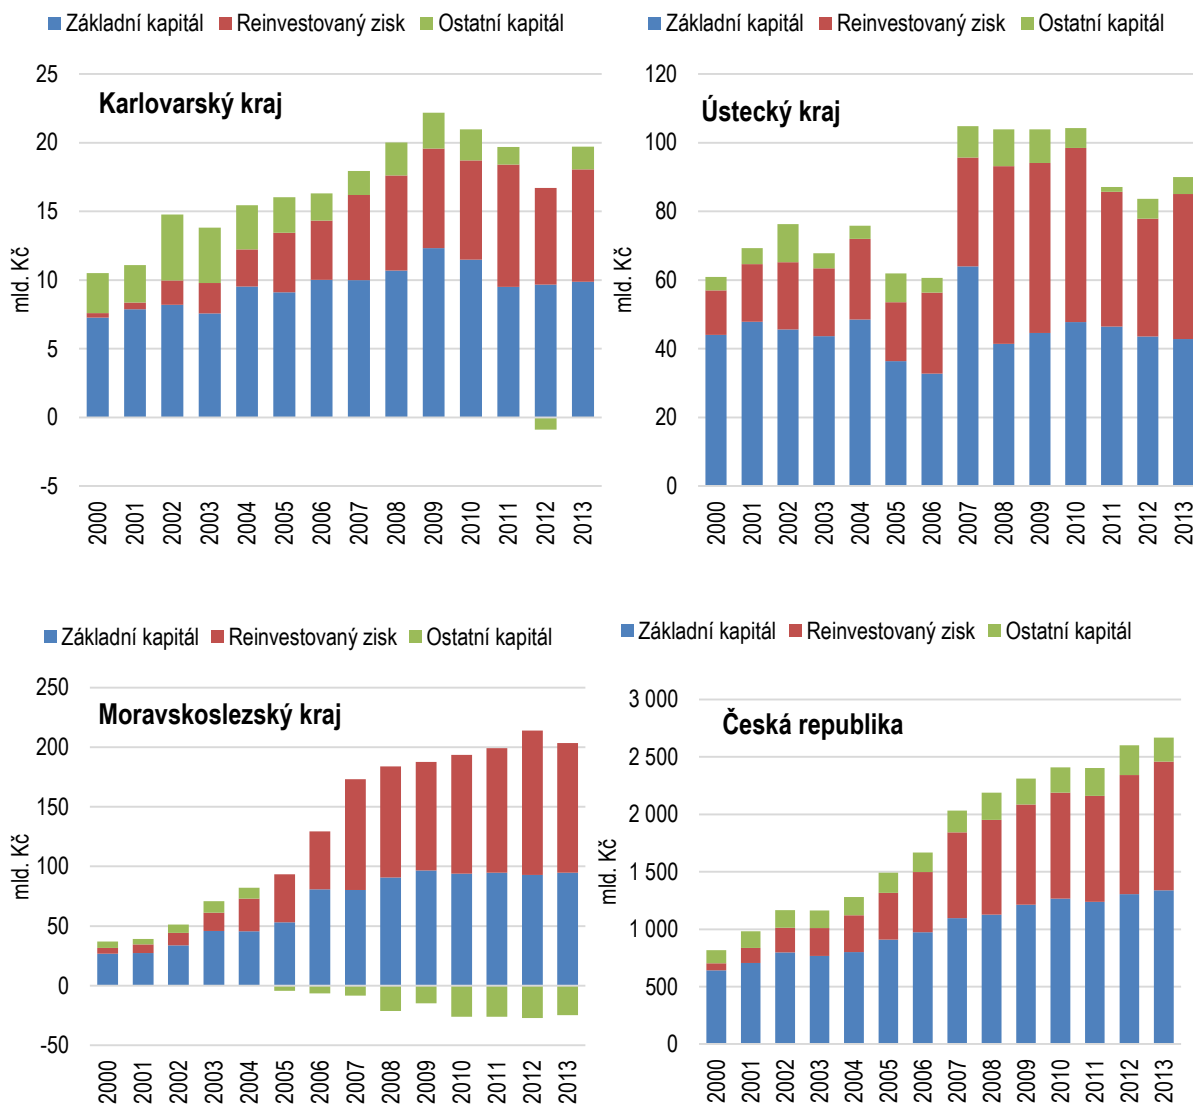 Základní kapitál Reinvestovaný zisk Ostatní kapitál
Karlovarský kraj
mld. Kč
25
20
15
10
5
0
-5
2000 2001 2002 2003 2004 2005 2006 2007 2008 2009 2010 2011 2012 2013
Základní kapitál Reinvestovaný zisk Ostatní kapitál
Ústecký kraj
mld. Kč
120
100
80
60
40
20
0
2000 2001 2002 2003 2004 2005 2006 2007 2008 2009 2010 2011 2012 2013
Základní kapitál Reinvestovaný zisk Ostatní kapitál
Moravskoslezský kraj
mld. Kč
250
200
150
100
50
0
-50
2000 2001 2002 2003 2004 2005 2006 2007 2008 2009 2010 2011 2012 2013
Základní kapitál Reinvestovaný zisk Ostatní kapitál
Česká republika
mld. Kč
3 000
2 500
2 000
1 500
1 000
500
0
2000 2001 2002 2003 2004 2005 2006 2007 2008 2009 2010 2011 2012 2013